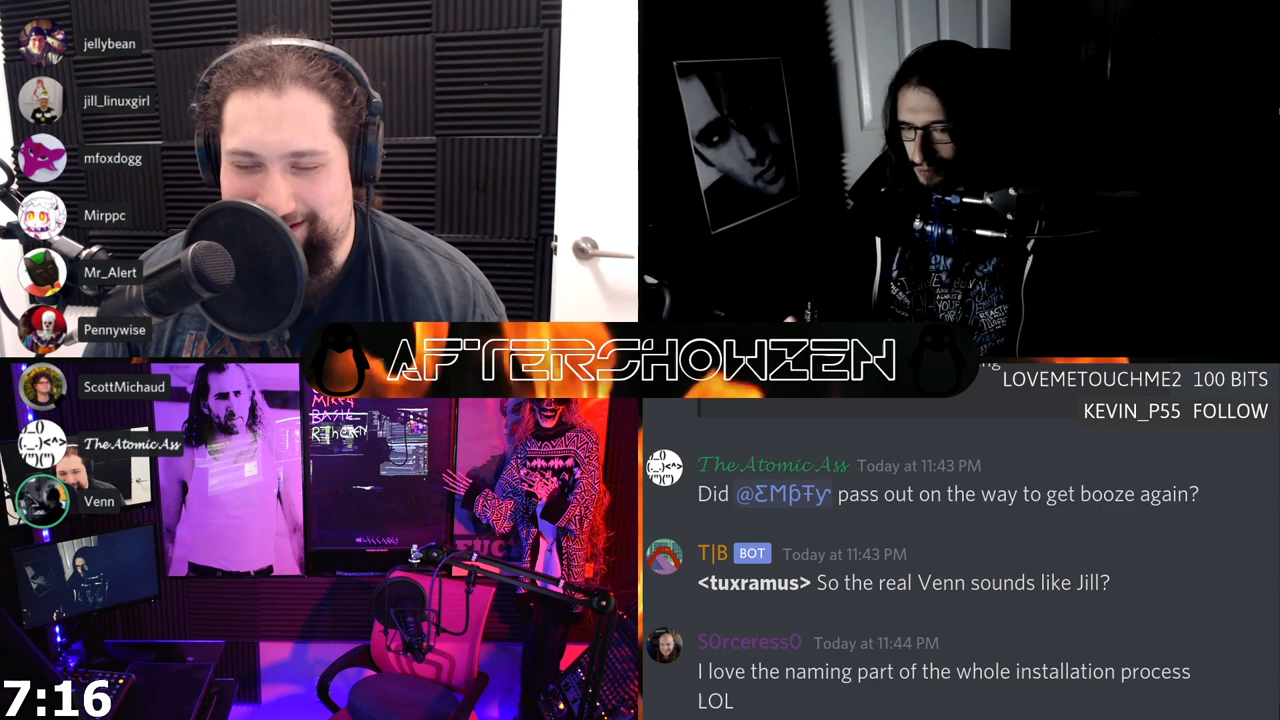 jellybean
jill_linuxgirl
mfoxdogg
Mirppc
Mr_Alert
Pennywise
ScottMichaud
TheAtomicAss
Venn
AFTERSHOWZEN
LOVEMETOUCHME2 100 BITS
KEVIN_P55 FOLLOW
TheAtomicAss Today at 11:43 PM
Did @ƸMþŦƴ pass out on the way to get booze again?
T|B BOT Today at 11:43 PM
<tuxramus> So the real Venn sounds like Jill?
S0rceress0 Today at 11:44 PM
I love the naming part of the whole installation process
LOL
7:16